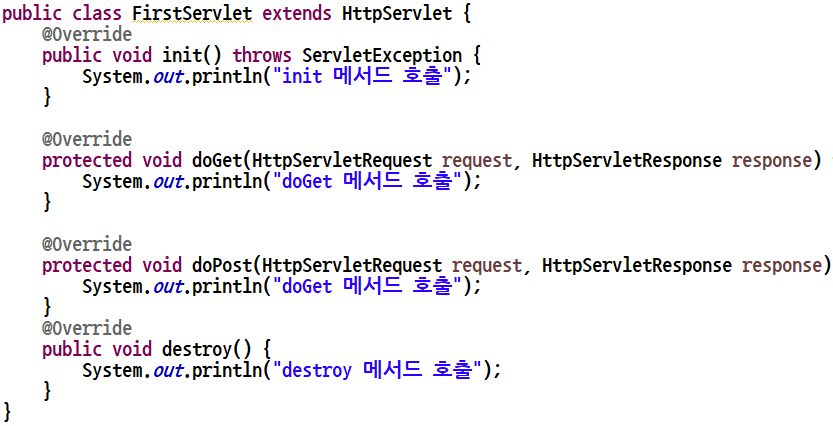 public class FirstServlet extends HttpServlet {
    @Override
    public void init() throws ServletException {
        System.out.println("init 메서드 호출");
    }

    @Override
    protected void doGet(HttpServletRequest request, HttpServletResponse response)
        System.out.println("doGet 메서드 호출");
    }

    @Override
    protected void doPost(HttpServletRequest request, HttpServletResponse response)
        System.out.println("doGet 메서드 호출");
    }
    @Override
    public void destroy() {
        System.out.println("destroy 메서드 호출");
    }
}